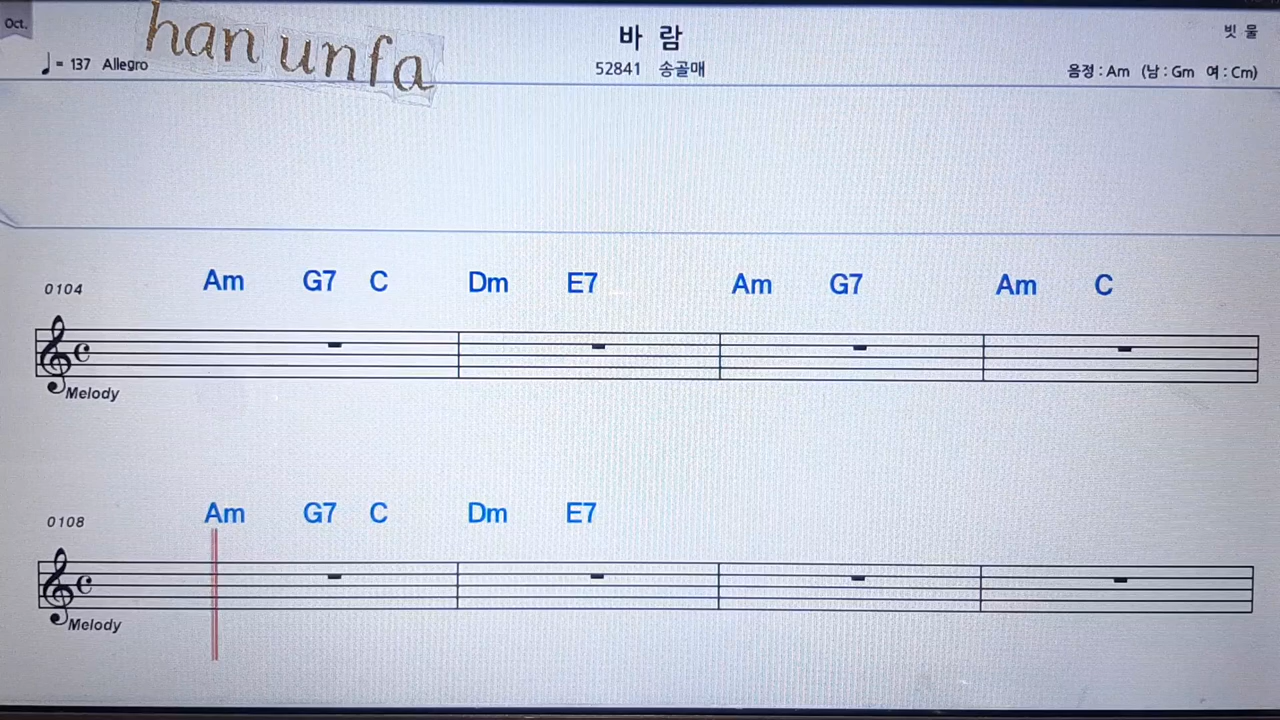 Oct.
han unfa
바 람
빗 물
♩ = 137 Allegro
52841 송골매
음정 : Am (남 : Gm 여 : Cm)
0104 Am G7 C Dm E7 Am G7 Am C
Melody
0108 Am G7 C Dm E7
Melody